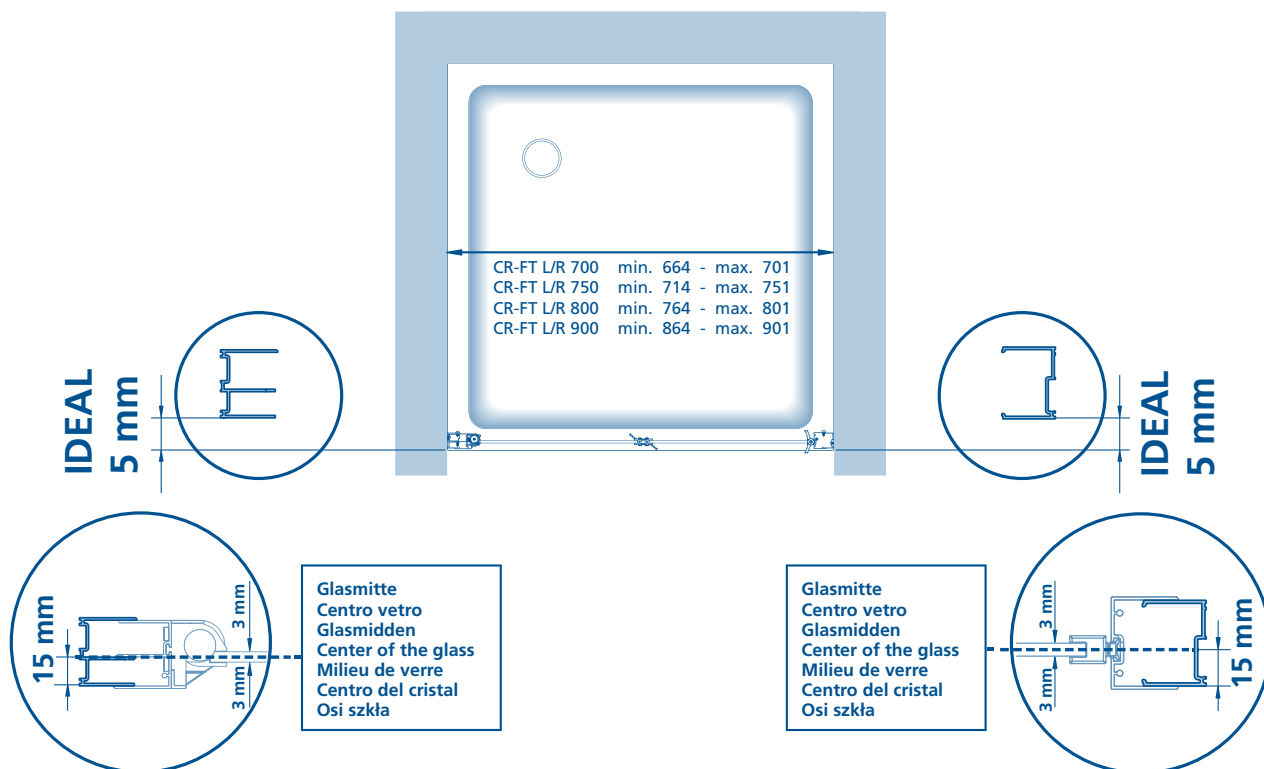 CR-FT L/R 700 min. 664 - max. 701
CR-FT L/R 750 min. 714 - max. 751
CR-FT L/R 800 min. 764 - max. 801
CR-FT L/R 900 min. 864 - max. 901
IDEAL
5 mm
IDEAL
5 mm
15 mm
3 mm
3 mm
Glasmitte
Centro vetro
Glasmidden
Center of the glass
Milieu de verre
Centro del cristal
Osi szkła
Glasmitte
Centro vetro
Glasmidden
Center of the glass
Milieu de verre
Centro del cristal
Osi szkła
3 mm
3 mm
15 mm